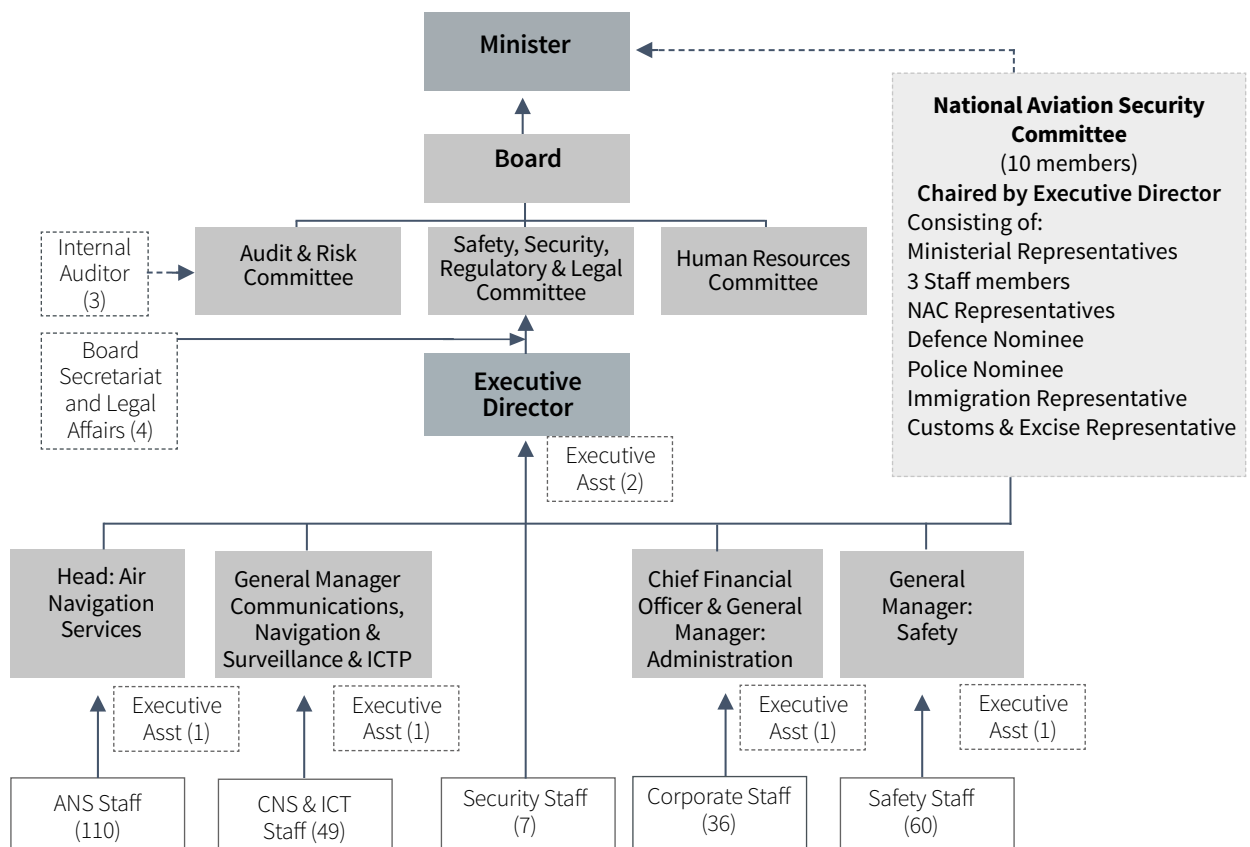 Minister
Board
National Aviation Security
Committee
(10 members)
Chaired by Executive Director
Consisting of:
Ministerial Representatives
3 Staff members
NAC Representatives
Defence Nominee
Police Nominee
Immigration Representative
Customs & Excise Representative
Internal
Auditor
(3)
Audit & Risk
Committee
Safety, Security,
Regulatory & Legal
Committee
Human Resources
Committee
Board
Secretariat
and Legal
Affairs (4)
Executive
Director
Executive
Asst (2)
Head: Air
Navigation
Services
General Manager
Communications,
Navigation &
Surveillance & ICTP
Chief Financial
Officer & General
Manager:
Administration
General
Manager:
Safety
Executive
Asst (1)
Executive
Asst (1)
Executive
Asst (1)
Executive
Asst (1)
ANS Staff
(110)
CNS & ICT
Staff (49)
Security Staff
(7)
Corporate Staff
(36)
Safety Staff
(60)